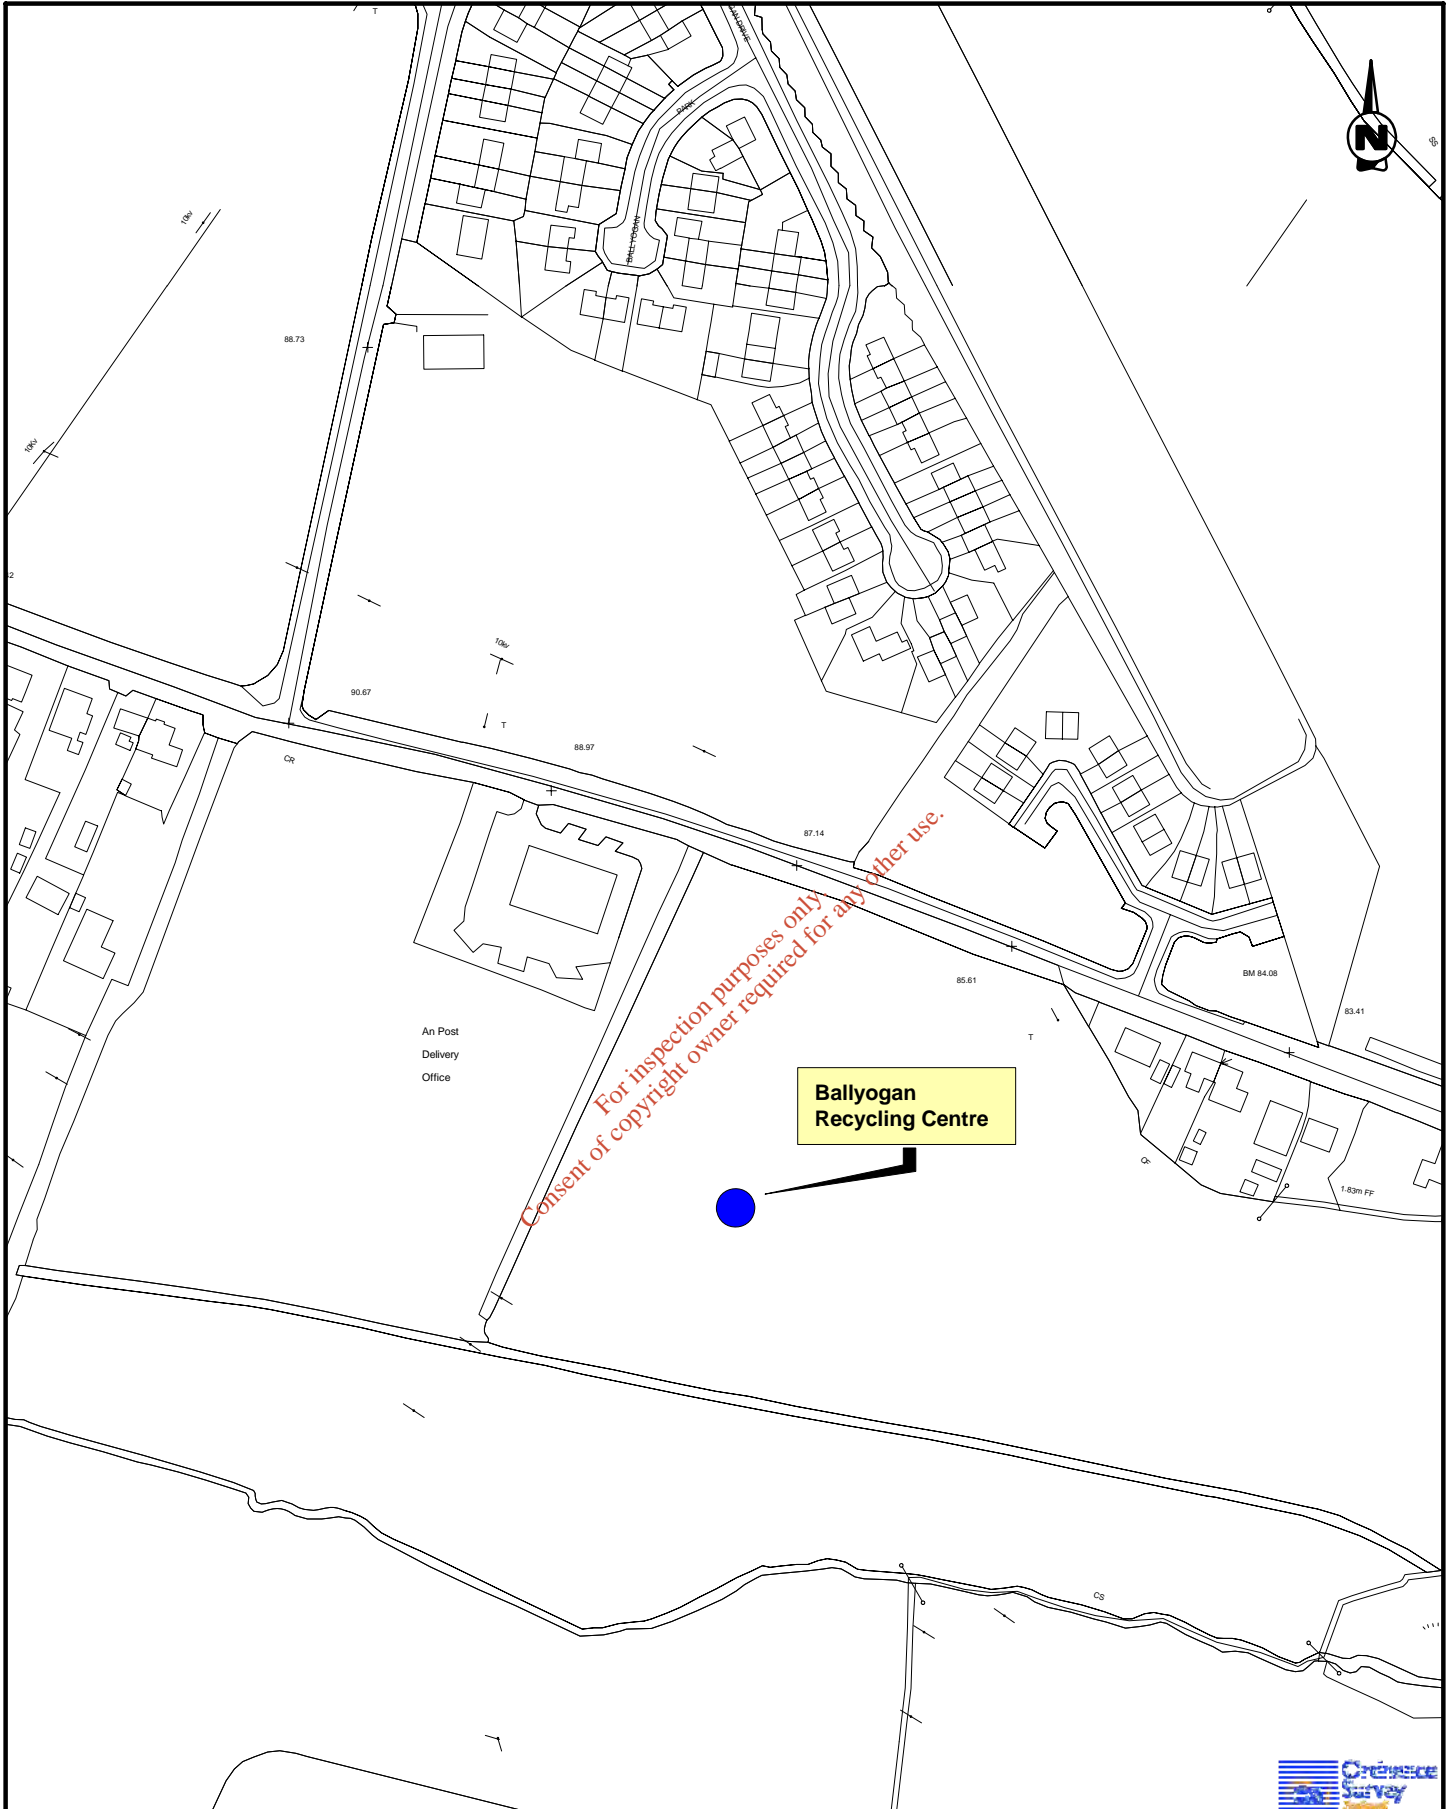 T
PARK
BALLYOGAN
SS
10kv
88.73
10Kv
10kv
90.67
T
88.97
CR
87.14
85.61
BM 84.08
83.41
T
An Post
Delivery
Office
For inspection purposes only.
Consent of copyright owner required for any other use.
Ballyogan
Recycling Centre
CF
1.83m FF
CS
N
Ordnance
Survey